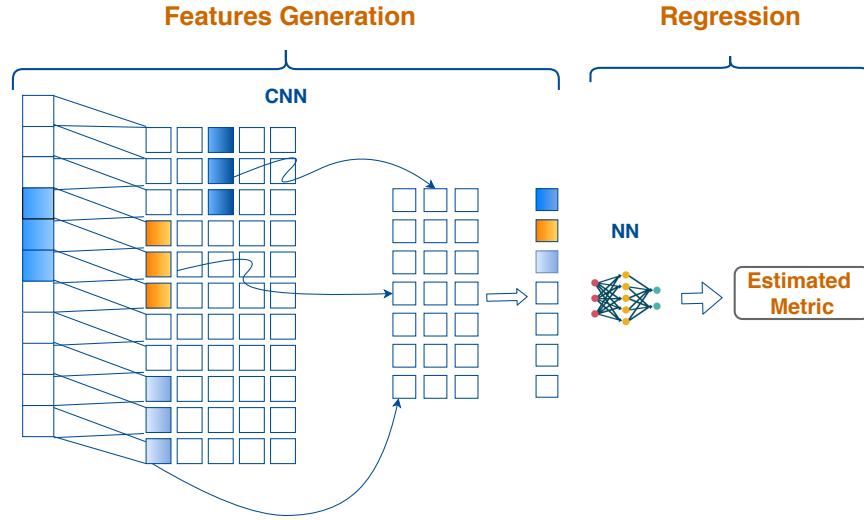 Features Generation
Regression
CNN
NN
Estimated
Metric